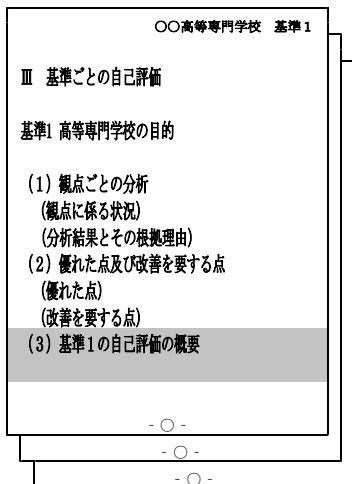 ○○高等専門学校 基準1
Ⅲ 基準ごとの自己評価
基準1 高等専門学校の目的
(1)観点ごとの分析
(観点に係る状況)
(分析結果とその根拠理由)
(2)優れた点及び改善を要する点
(優れた点)
(改善を要する点)
(3)基準1の自己評価の概要
- ○ -
- ○ -
- ○ -